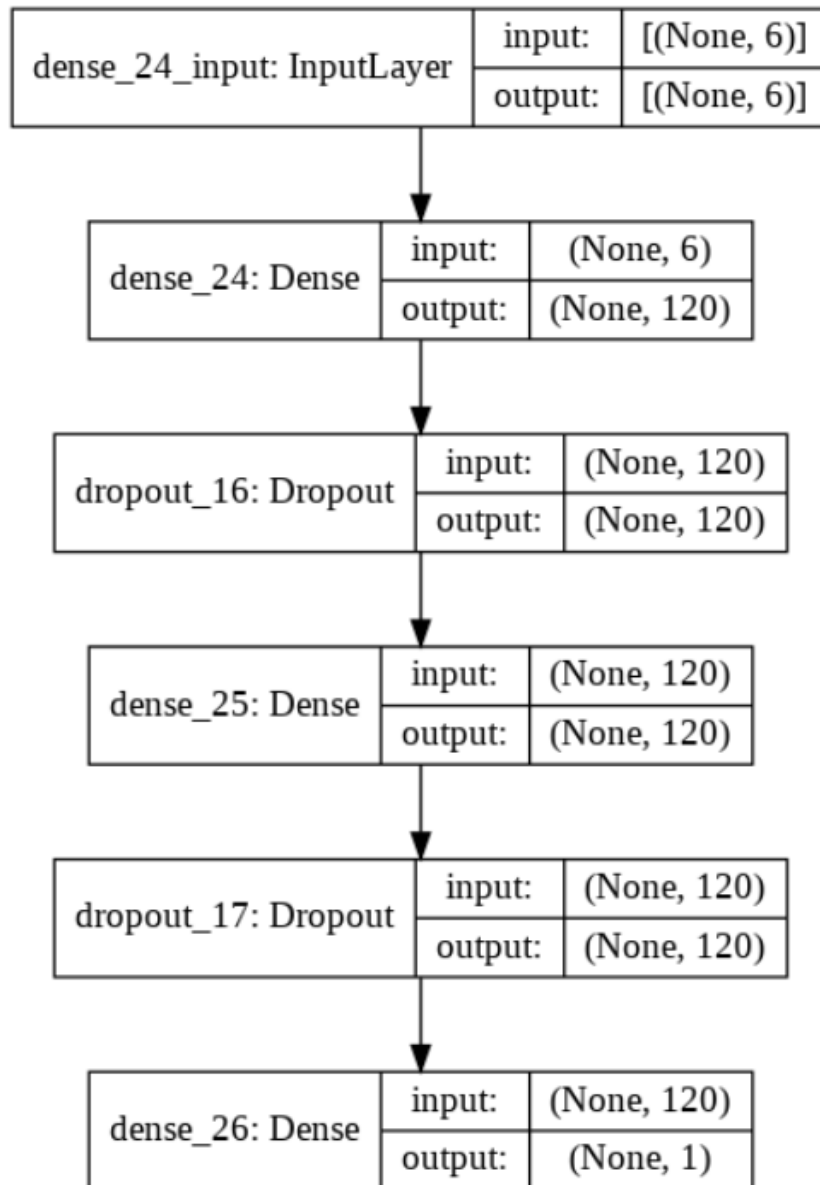 dense_24_input: InputLayer
input: [(None, 6)]
output: [(None, 6)]
dense_24: Dense
input: (None, 6)
output: (None, 120)
dropout_16: Dropout
input: (None, 120)
output: (None, 120)
dense_25: Dense
input: (None, 120)
output: (None, 120)
dropout_17: Dropout
input: (None, 120)
output: (None, 120)
dense_26: Dense
input: (None, 120)
output: (None, 1)